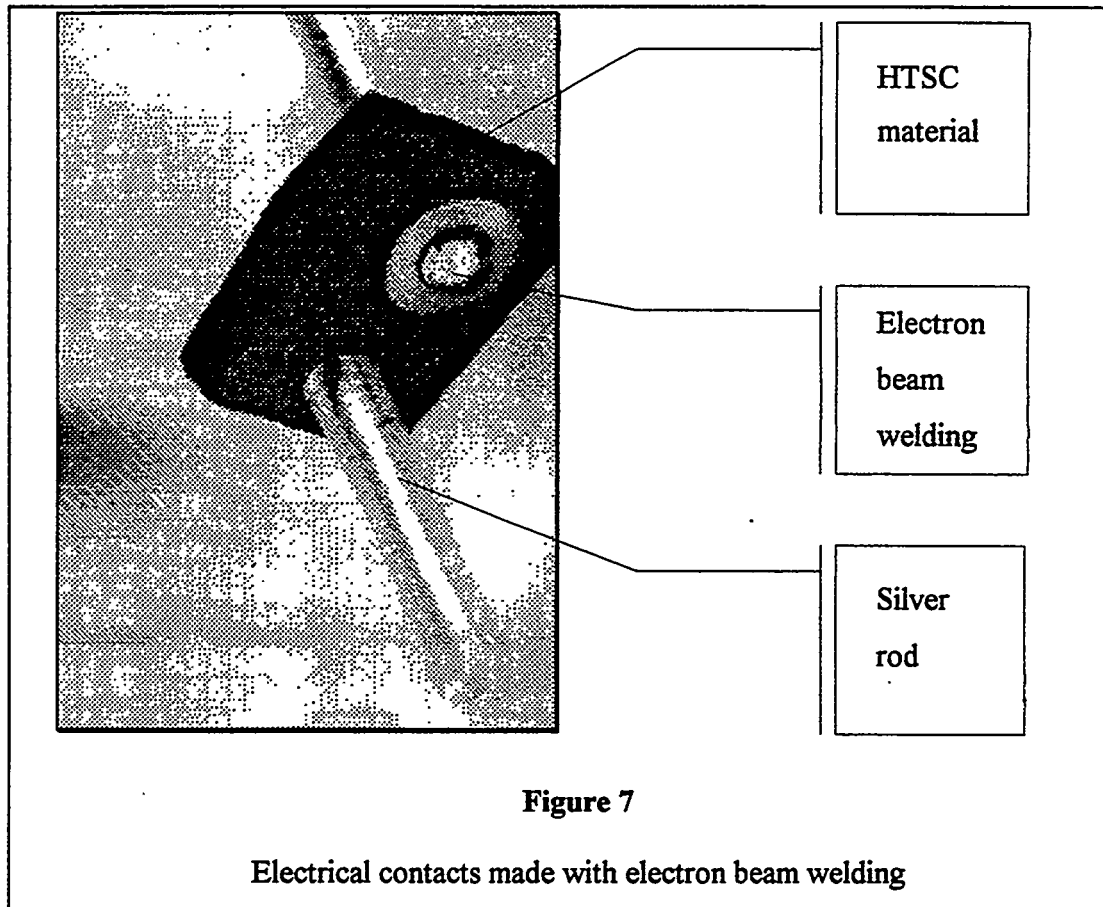 HTSC
material
Electron
beam
welding
Silver
rod
Figure 7
Electrical contacts made with electron beam welding